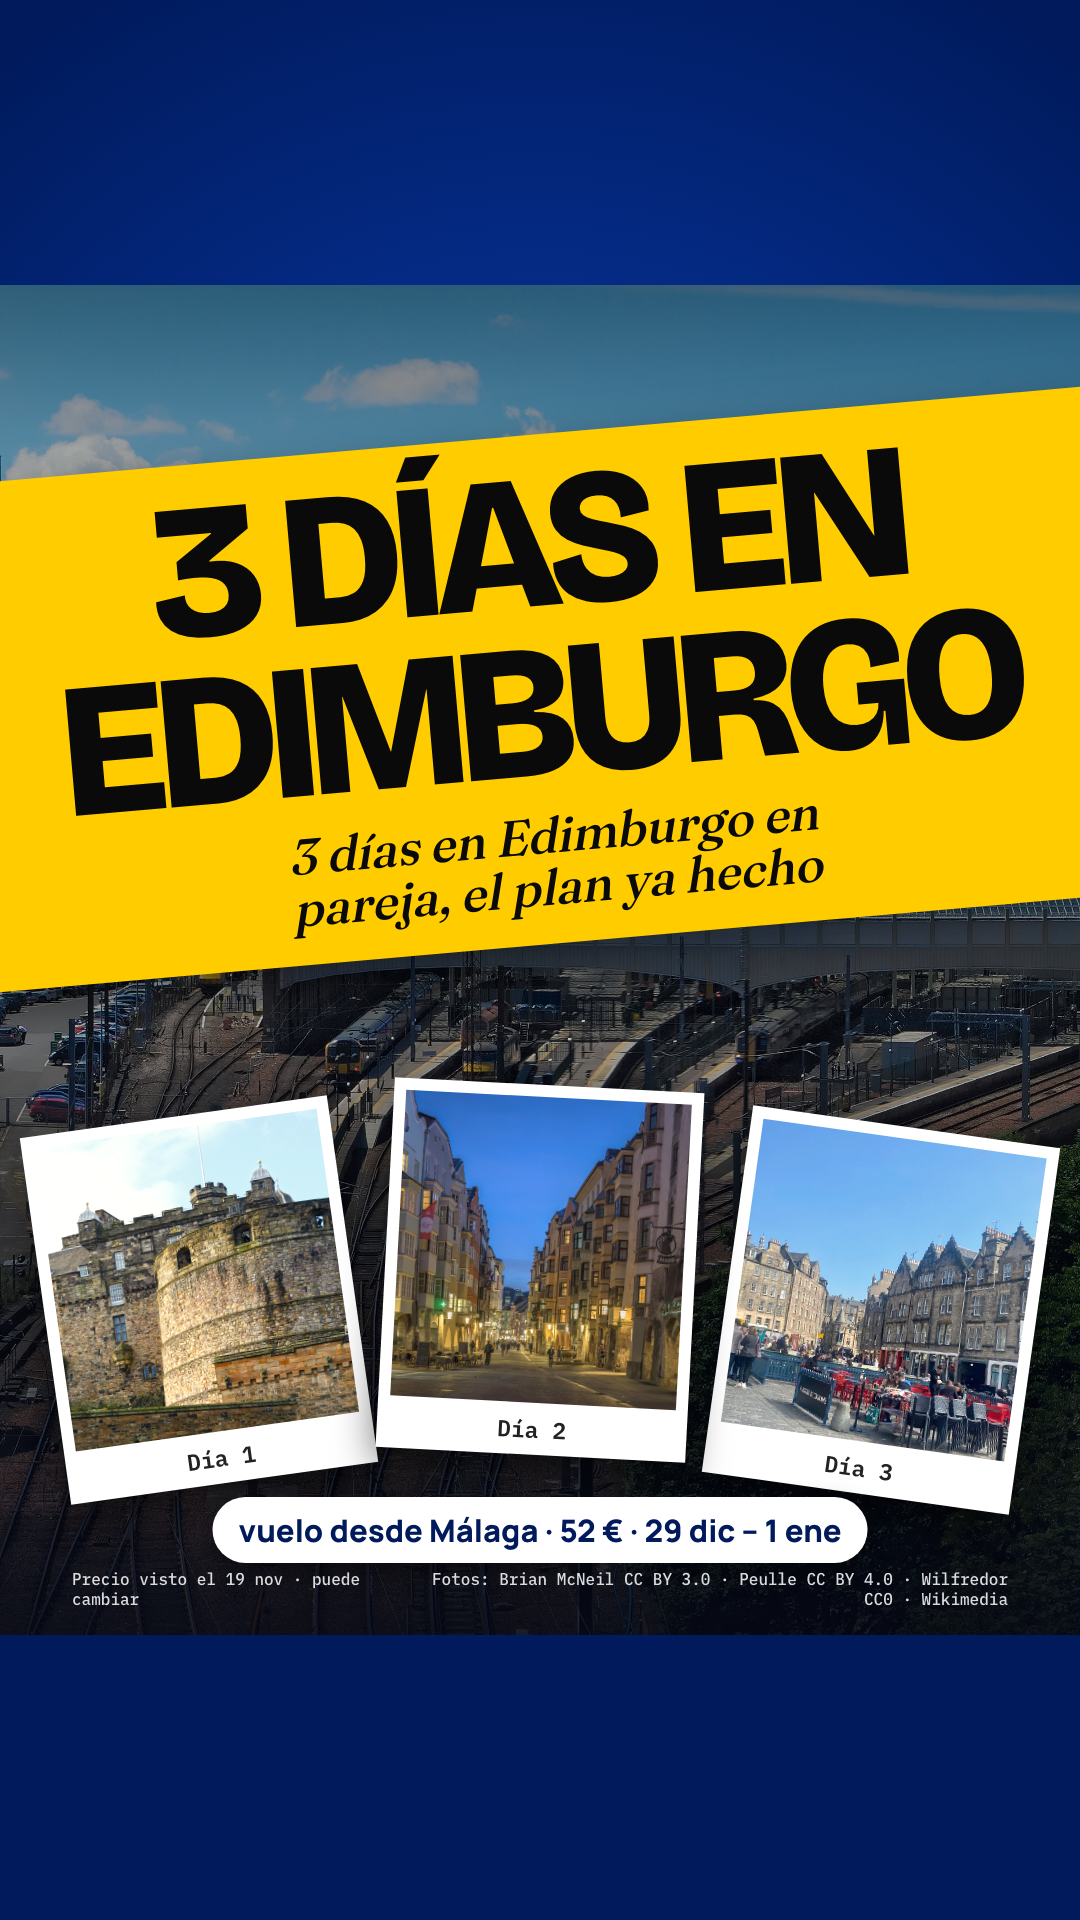 3 DÍAS EN
EDIMBURGO
3 días en Edimburgo en
pareja, el plan ya hecho
Día 1
Día 2
Día 3
vuelo desde Málaga · 52 € · 29 dic – 1 ene
Precio visto el 19 nov · puede
cambiar
Fotos: Brian McNeil CC BY 3.0 · Peulle CC BY 4.0 · Wilfredor
CC0 · Wikimedia